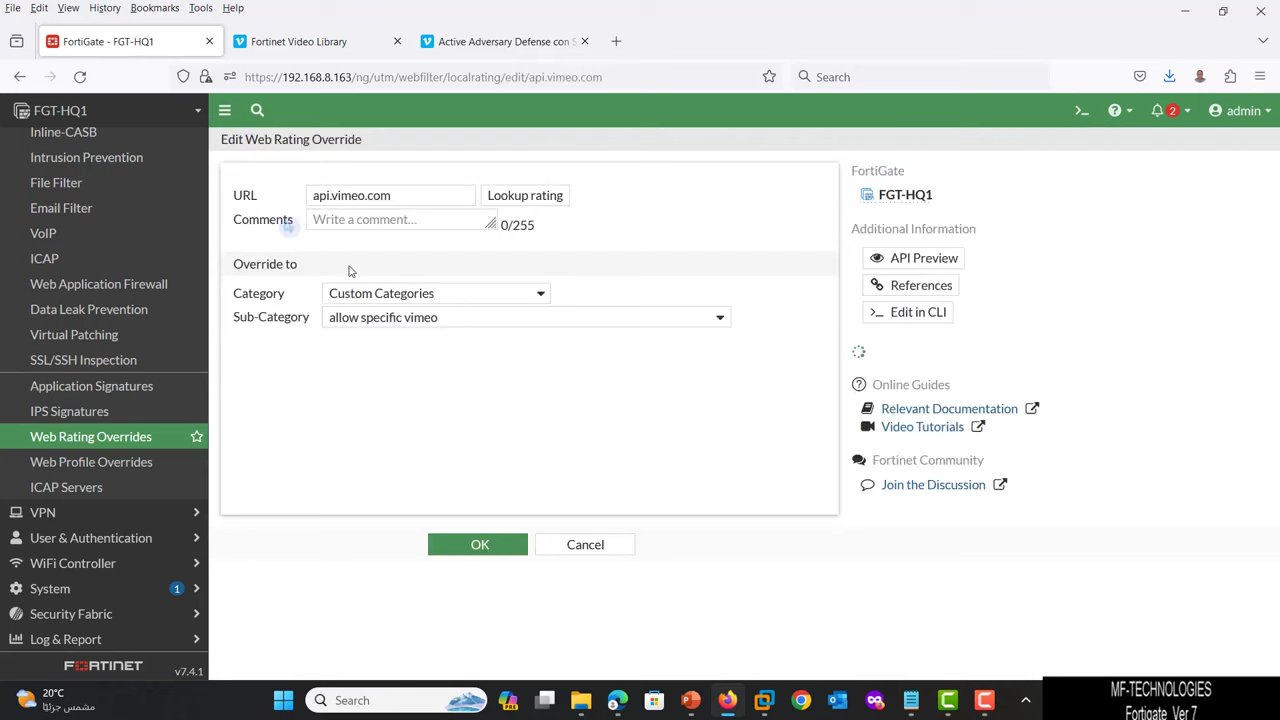 File Edit View History Bookmarks Tools Help
FortiGate - FGT-HQ1
Fortinet Video Library
Active Adversary Defense con S
https://192.168.8.163/ng/utm/webfilter/localrating/edit/api.vimeo.com
Search
FGT-HQ1
2
admin
Inline-CASB
Intrusion Prevention
File Filter
Email Filter
VoIP
ICAP
Web Application Firewall
Data Leak Prevention
Virtual Patching
SSL/SSH Inspection
Application Signatures
IPS Signatures
Web Rating Overrides
Web Profile Overrides
ICAP Servers
VPN
User & Authentication
WiFi Controller
System 1
Security Fabric
Log & Report
FORTINET
v7.4.1
Edit Web Rating Override
URL api.vimeo.com Lookup rating
Comments Write a comment... 0/255
Override to
Category Custom Categories
Sub-Category allow specific vimeo
OK Cancel
FortiGate
FGT-HQ1
Additional Information
API Preview
References
Edit in CLI
Online Guides
Relevant Documentation
Video Tutorials
Fortinet Community
Join the Discussion
20°C
مشمس جزئيًا
Search
MF-TECHNOLOGIES
Fortigate Ver 7